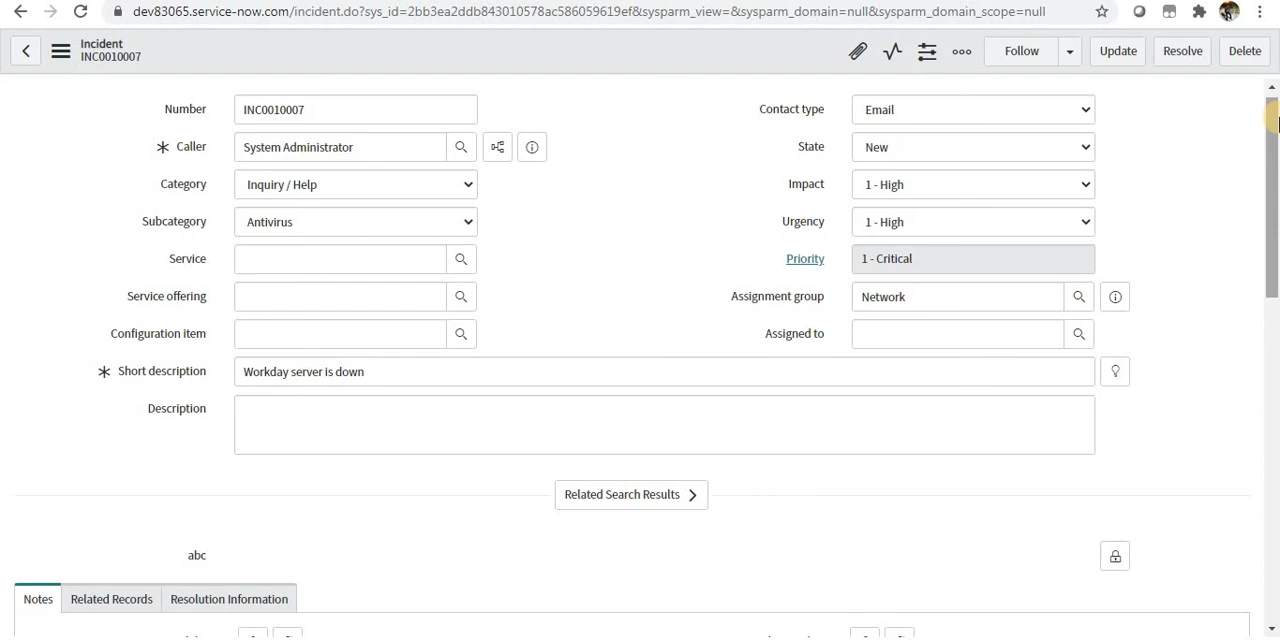 dev83065.service-now.com/incident.do?sys_id=2bb3ea2ddb843010578ac586059619ef&sysparm_view=&sysparm_domain=null&sysparm_domain_scope=null
Incident
INC0010007
Follow
Update
Resolve
Delete
Number INC0010007
Contact type Email
Caller System Administrator
State New
Category Inquiry / Help
Impact 1 - High
Subcategory Antivirus
Urgency 1 - High
Service
Priority 1 - Critical
Service offering
Assignment group Network
Configuration item
Assigned to
Short description Workday server is down
Description
Related Search Results
abc
Notes Related Records Resolution Information